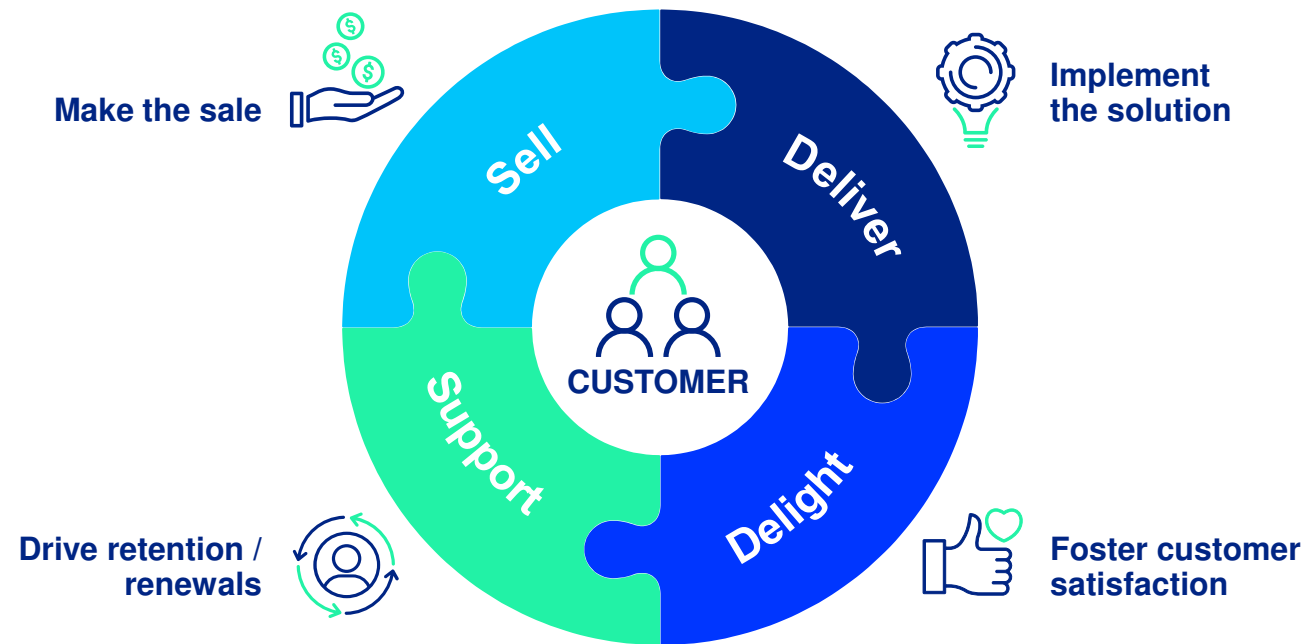 Make the sale
Sell
Deliver
Implement
the solution
CUSTOMER
Support
Delight
Drive retention /
renewals
Foster customer
satisfaction